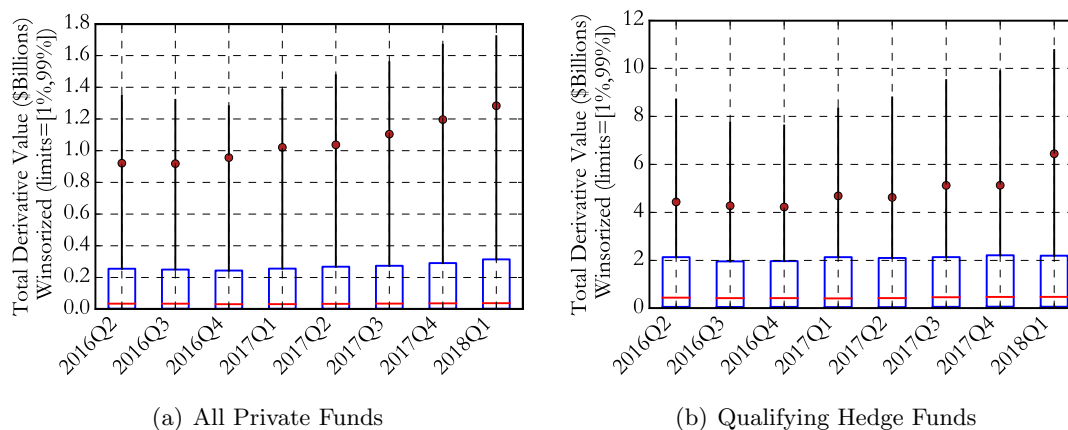 Total Derivative Value ($Billions)
Winsorized (limits=[1%,99%])
1.8
1.6
1.4
1.2
1.0
0.8
0.6
0.4
0.2
0.0
2016Q2
2016Q3
2016Q4
2017Q1
2017Q2
2017Q3
2017Q4
2018Q1
(a) All Private Funds
Total Derivative Value ($Billions)
Winsorized (limits=[1%,99%])
12
10
8
6
4
2
0
2016Q2
2016Q3
2016Q4
2017Q1
2017Q2
2017Q3
2017Q4
2018Q1
(b) Qualifying Hedge Funds